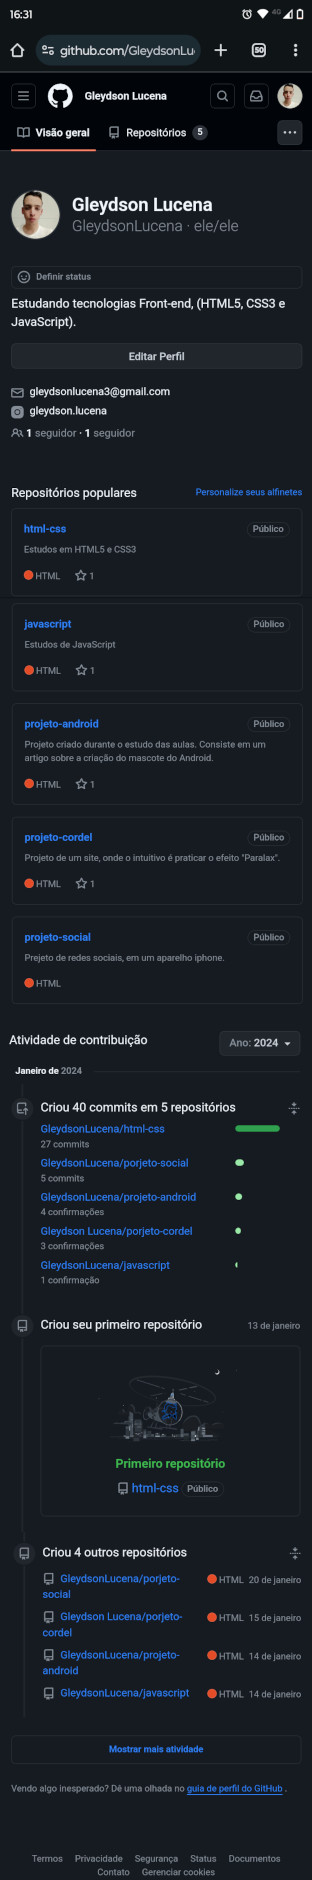 16:31
4G
github.com/GleydsonLu
50
Gleydson Lucena
Visão geral
Repositórios 5
Gleydson Lucena
GleydsonLucena · ele/ele
Definir status
Estudando tecnologias Front-end, (HTML5, CSS3 e
JavaScript).
Editar Perfil
gleydsonlucena3@gmail.com
gleydson.lucena
1 seguidor · 1 seguidor
Repositórios populares
Personalize seus alfinetes
html-css
Público
Estudos em HTML5 e CSS3
HTML 1
javascript
Público
Estudos de JavaScript
HTML 1
projeto-android
Público
Projeto criado durante o estudo das aulas. Consiste em um
artigo sobre a criação do mascote do Android.
HTML 1
projeto-cordel
Público
Projeto de um site, onde o intuitivo é praticar o efeito "Paralax".
HTML 1
projeto-social
Público
Prejeto de redes sociais, em um aparelho iphone.
HTML
Atividade de contribuição
Ano: 2024
Janeiro de 2024
Criou 40 commits em 5 repositórios
GleydsonLucena/html-css
27 commits
GleydsonLucena/porjeto-social
5 commits
GleydsonLucena/projeto-android
4 confirmações
Gleydson Lucena/porjeto-cordel
3 confirmações
GleydsonLucena/javascript
1 confirmação
Criou seu primeiro repositório
13 de janeiro
Primeiro repositório
html-css Público
Criou 4 outros repositórios
GleydsonLucena/porjeto-
social
HTML 20 de janeiro
Gleydson Lucena/porjeto-
cordel
HTML 15 de janeiro
GleydsonLucena/projeto-
android
HTML 14 de janeiro
GleydsonLucena/javascript
HTML 14 de janeiro
Mostrar mais atividade
Vendo algo inesperado? Dê uma olhada no guia de perfil do GitHub .
Termos Privacidade Segurança Status Documentos
Contato Gerenciar cookies